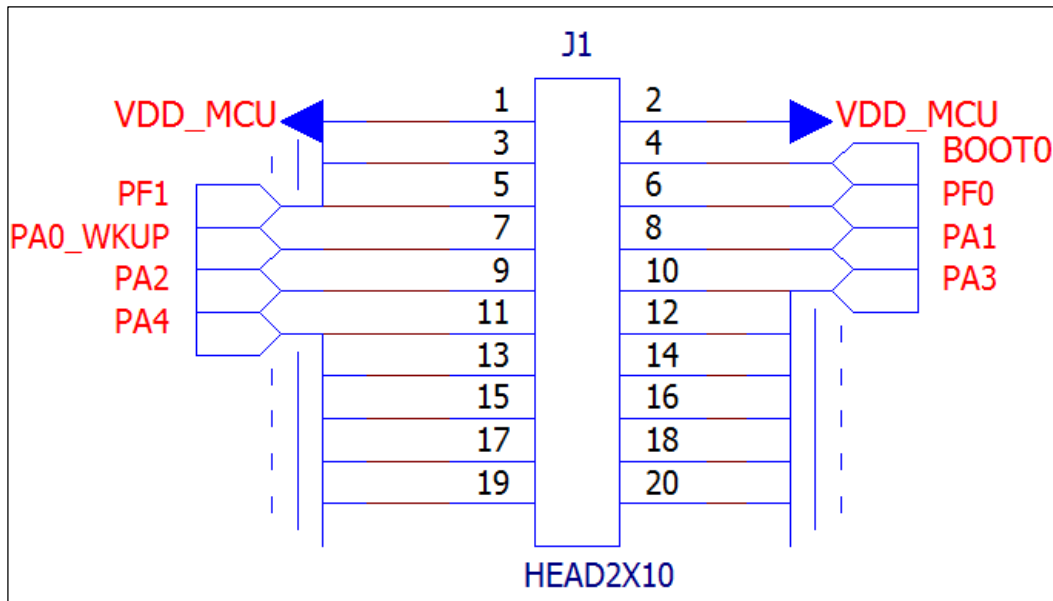 J1
VDD_MCU 1 2 VDD_MCU
3 4 BOOT0
PF1 5 6 PF0
PA0_WKUP 7 8 PA1
PA2 9 10 PA3
PA4 11 12
13 14
15 16
17 18
19 20
HEAD2X10